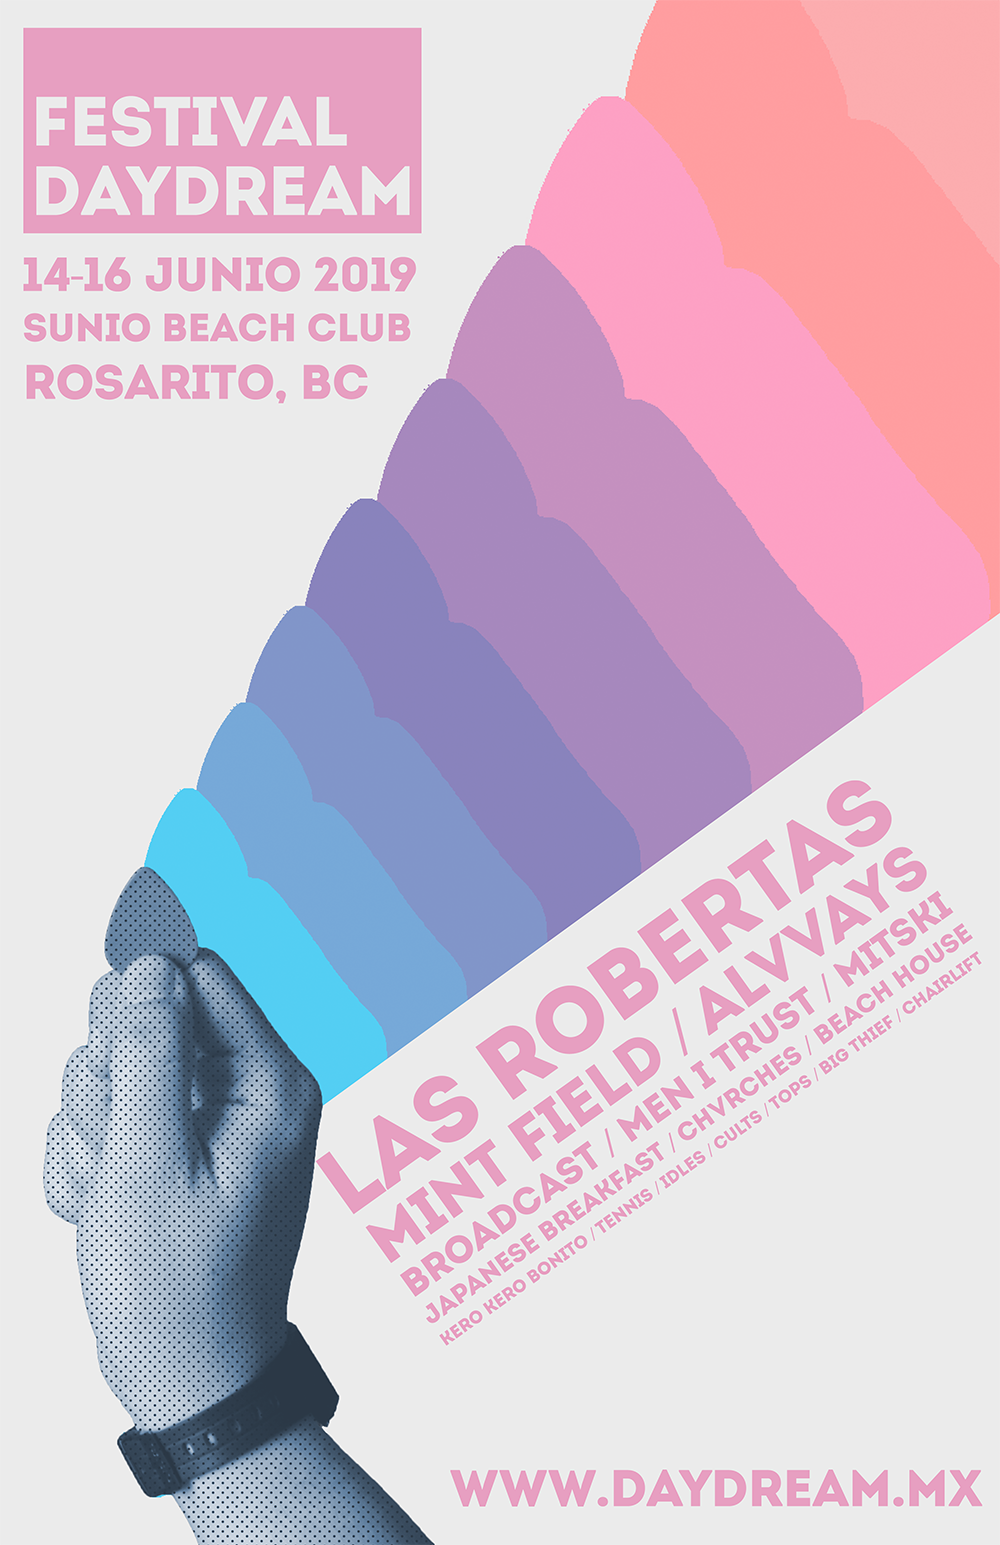 FESTIVAL
DAYDREAM
14-16 JUNIO 2019
SUNIO BEACH CLUB
ROSARITO, BC
LAS ROBERTAS
MINT FIELD / ALVVAYS
BROADCAST / MEN I TRUST / MITSKI
JAPANESE BREAKFAST / CHVRCHES / BEACH HOUSE
KERO KERO BONITO / TENNIS / IDLES / CULTS / TOPS / BIG THIEF / CHAIRLIFT
WWW.DAYDREAM.MX